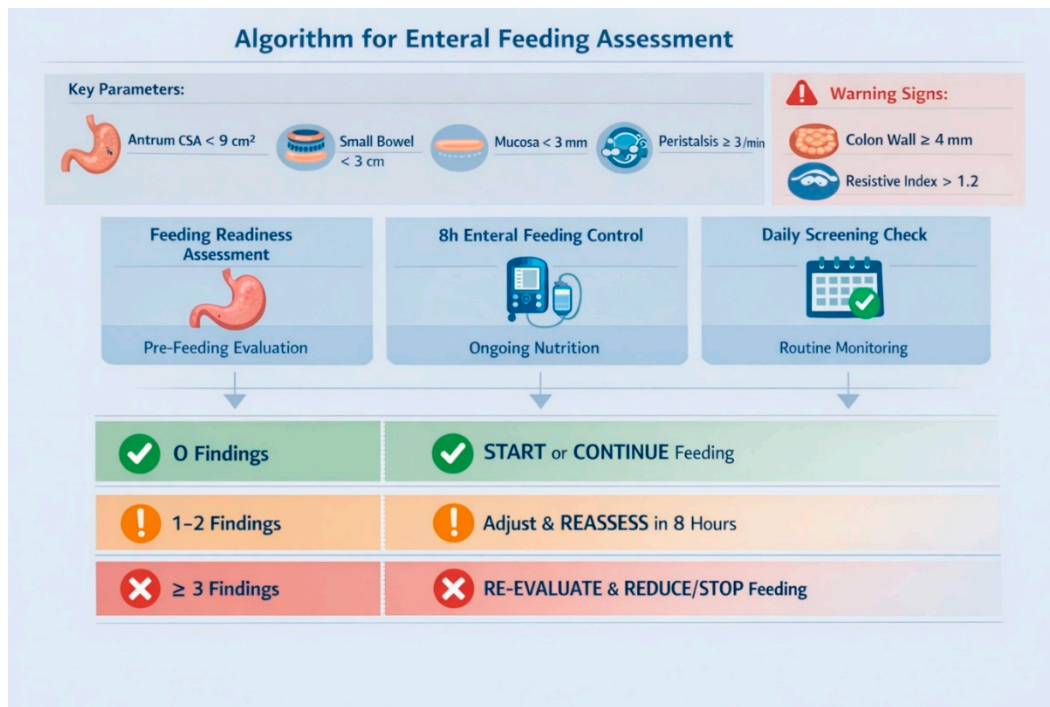 Algorithm for Enteral Feeding Assessment
Key Parameters:
Antrum CSA < 9 cm²
Small Bowel
< 3 cm
Mucosa < 3 mm
Peristalsis ≥ 3/min
Warning Signs:
Colon Wall ≥ 4 mm
Resistive Index > 1.2
Feeding Readiness
Assessment
Pre-Feeding Evaluation
8h Enteral Feeding Control
Ongoing Nutrition
Daily Screening Check
Routine Monitoring
0 Findings
START or CONTINUE Feeding
1–2 Findings
Adjust & REASSESS in 8 Hours
≥ 3 Findings
RE-EVALUATE & REDUCE/STOP Feeding